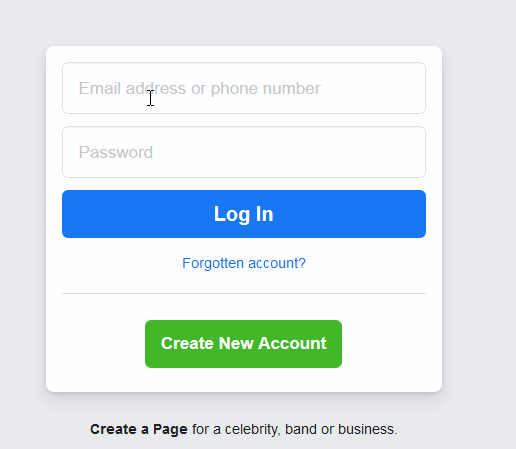 Email address or phone number
Password
Log In
Forgotten account?
Create New Account
Create a Page for a celebrity, band or business.